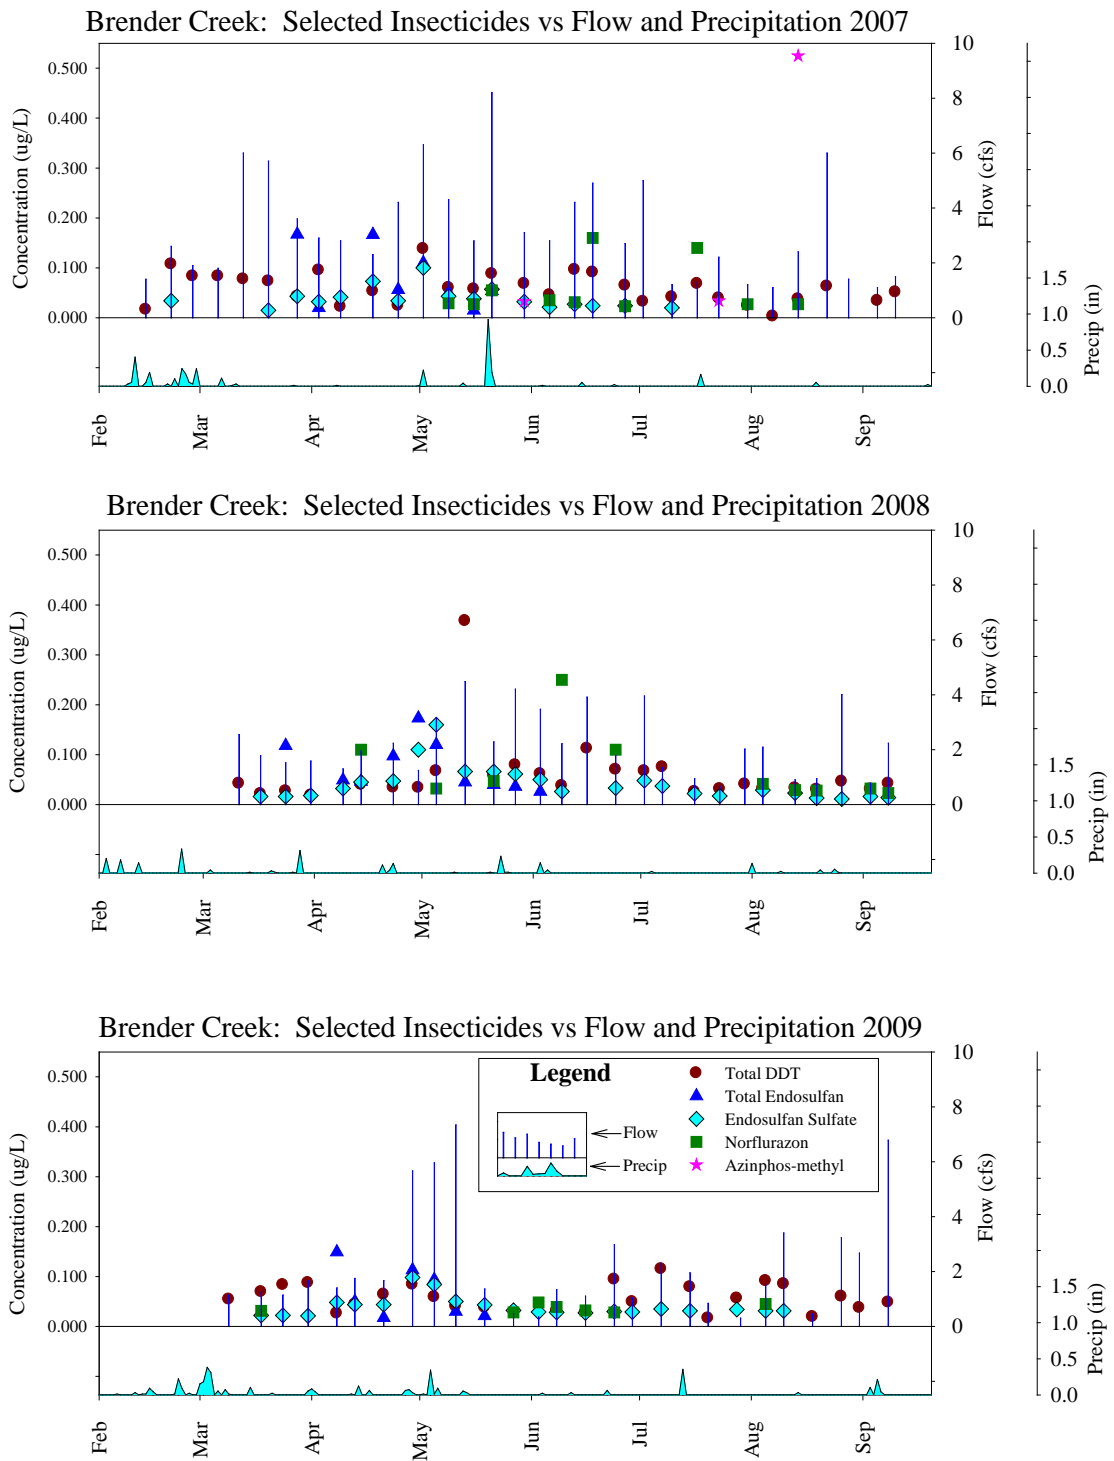 Brender Creek: Selected Insecticides vs Flow and Precipitation 2007
Concentration (ug/L)
0.500
0.400
0.300
0.200
0.100
0.000
10
8
6
4
2
0
Flow (cfs)
1.5
1.0
0.5
0.0
Precip (in)
Feb
Mar
Apr
May
Jun
Jul
Aug
Sep
Brender Creek: Selected Insecticides vs Flow and Precipitation 2008
Concentration (ug/L)
0.500
0.400
0.300
0.200
0.100
0.000
10
8
6
4
2
0
Flow (cfs)
1.5
1.0
0.5
0.0
Precip (in)
Feb
Mar
Apr
May
Jun
Jul
Aug
Sep
Brender Creek: Selected Insecticides vs Flow and Precipitation 2009
Concentration (ug/L)
0.500
0.400
0.300
0.200
0.100
0.000
Legend
Flow
Precip
Total DDT
Total Endosulfan
Endosulfan Sulfate
Norflurazon
Azinphos-methyl
10
8
6
4
2
0
Flow (cfs)
1.5
1.0
0.5
0.0
Precip (in)
Feb
Mar
Apr
May
Jun
Jul
Aug
Sep